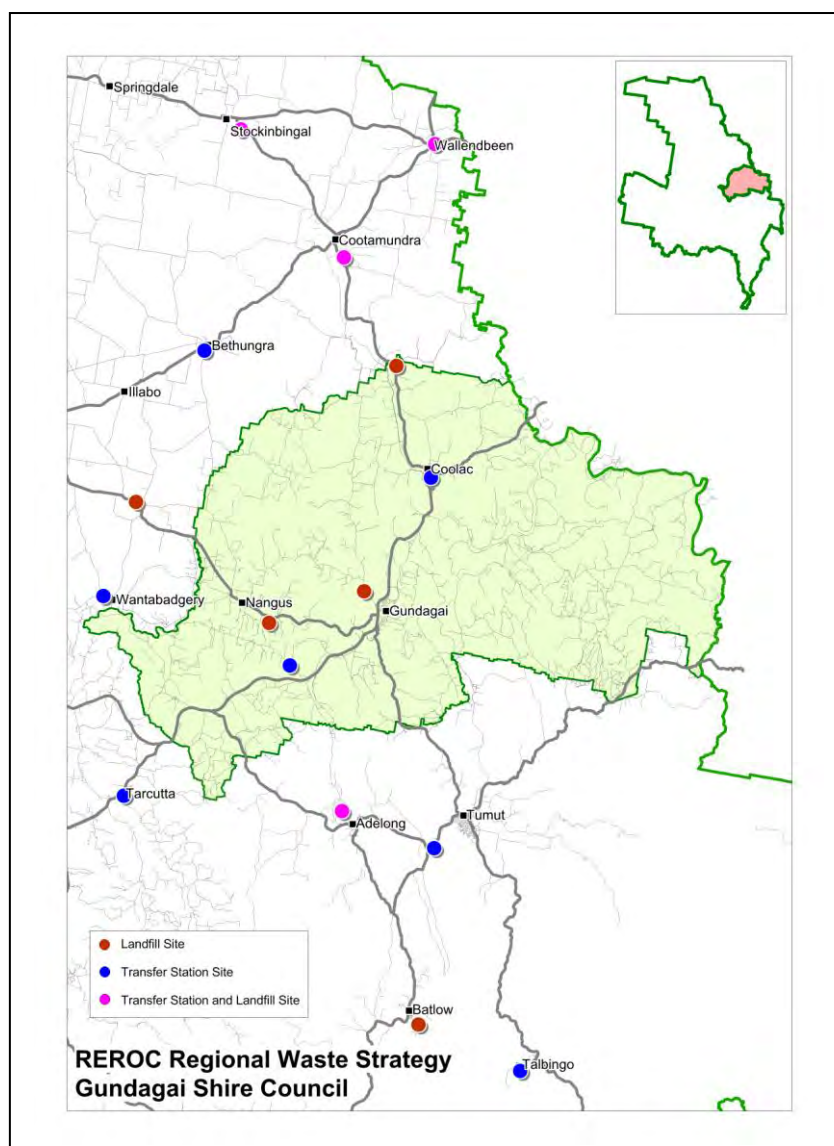 Springdale
Stockinbingal
Wallendbeen
Cootamundra
Bethungra
Illabo
Coolac
Wantabadgery
Nangus
Gundagai
Tarcutta
Adelong
Tumut
Landfill Site
Transfer Station Site
Transfer Station and Landfill Site
Batlow
REROC Regional Waste Strategy
Gundagai Shire Council
Talbingo